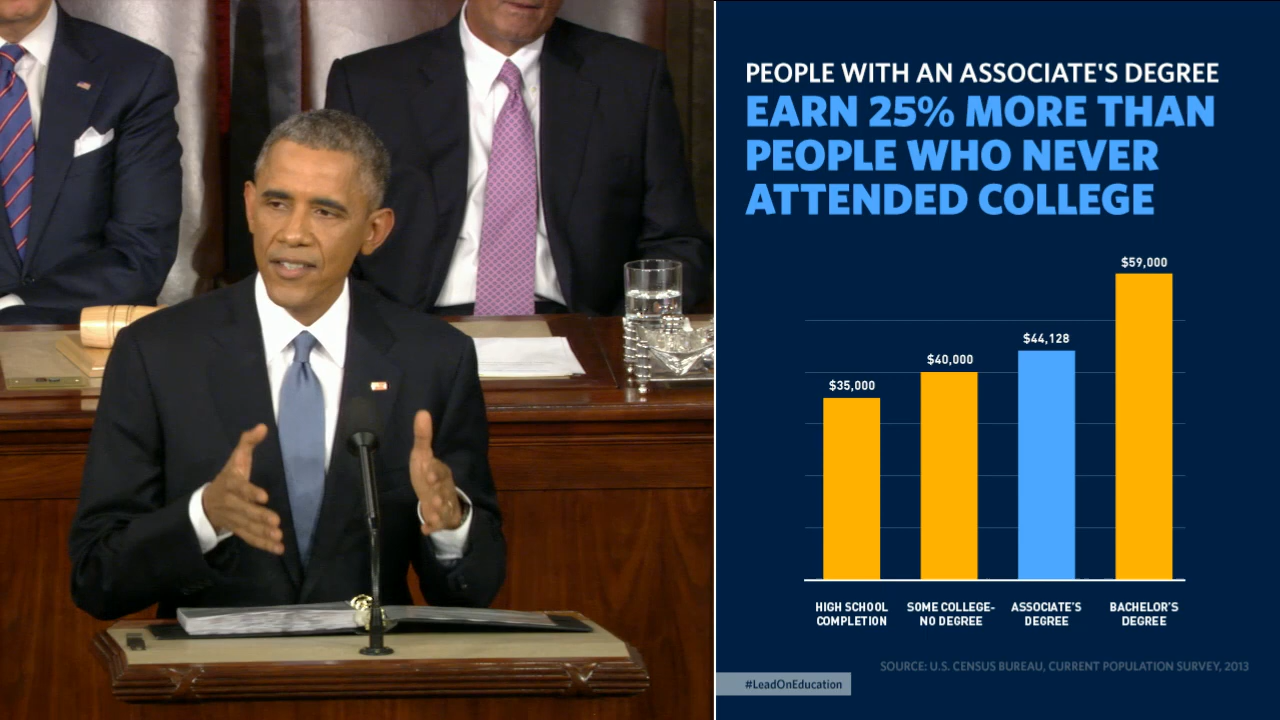 PEOPLE WITH AN ASSOCIATE'S DEGREE
EARN 25% MORE THAN
PEOPLE WHO NEVER
ATTENDED COLLEGE
$35,000
$40,000
$44,128
$59,000
HIGH SCHOOL
COMPLETION
SOME COLLEGE-
NO DEGREE
ASSOCIATE'S
DEGREE
BACHELOR'S
DEGREE
SOURCE: U.S. CENSUS BUREAU, CURRENT POPULATION SURVEY, 2013
#LeadOnEducation